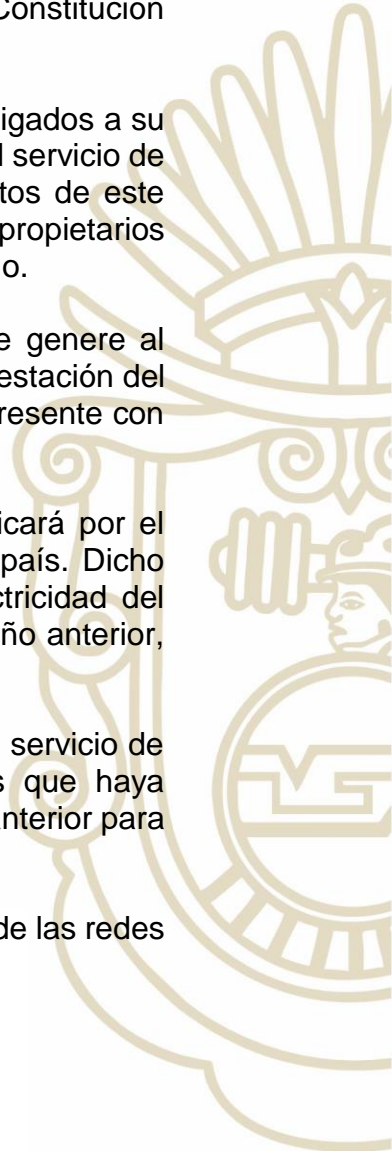 Constitución
igados a su
l servicio de
tos de este
propietarios
o.
e genere al
estación del
resente con
icará por el
país. Dicho
ctricidad del
ño anterior,
servicio de
s que haya
anterior para
de las redes